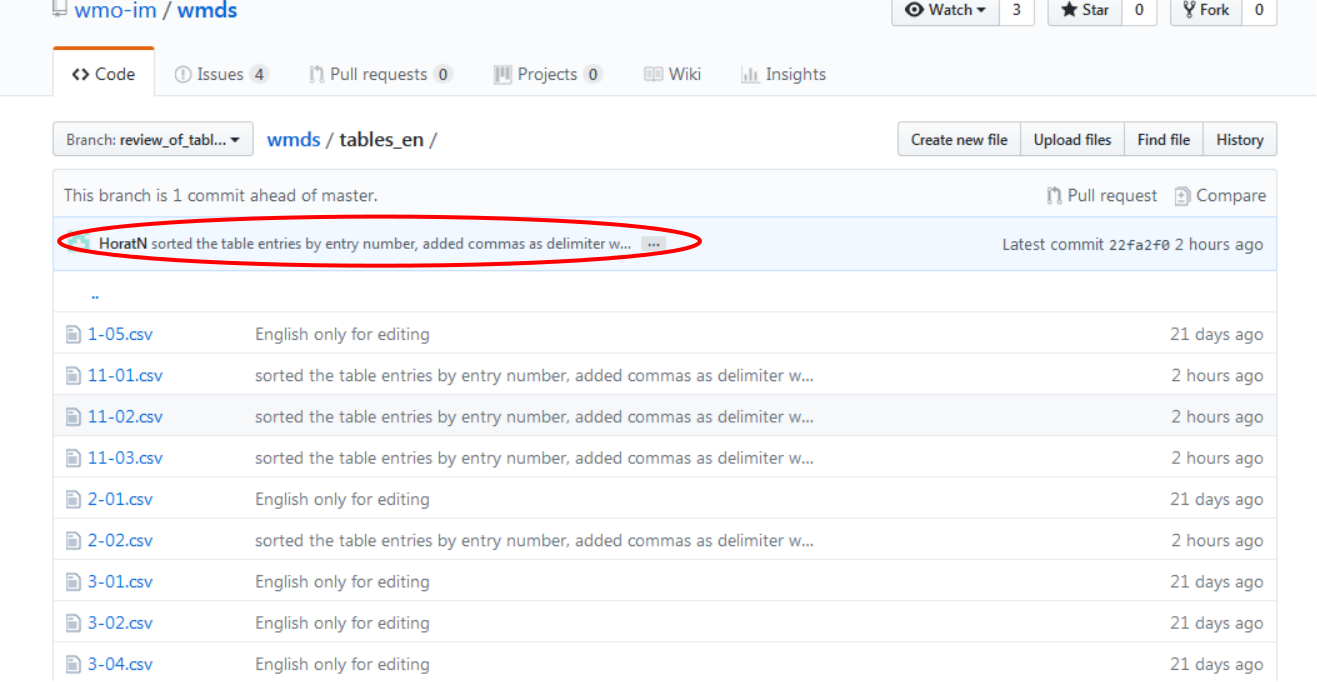 wmo-im / wmds
Watch 3 Star 0 Fork 0
Code Issues 4 Pull requests 0 Projects 0 Wiki Insights
Branch: review_of_tabl... wmds / tables_en / Create new file Upload files Find file History
This branch is 1 commit ahead of master. Pull request Compare
HoratN sorted the table entries by entry number, added commas as delimiter w... ... Latest commit 22fa2f0 2 hours ago
..
1-05.csv English only for editing 21 days ago
11-01.csv sorted the table entries by entry number, added commas as delimiter w... 2 hours ago
11-02.csv sorted the table entries by entry number, added commas as delimiter w... 2 hours ago
11-03.csv sorted the table entries by entry number, added commas as delimiter w... 2 hours ago
2-01.csv English only for editing 21 days ago
2-02.csv sorted the table entries by entry number, added commas as delimiter w... 2 hours ago
3-01.csv English only for editing 21 days ago
3-02.csv English only for editing 21 days ago
3-04.csv English only for editing 21 days ago